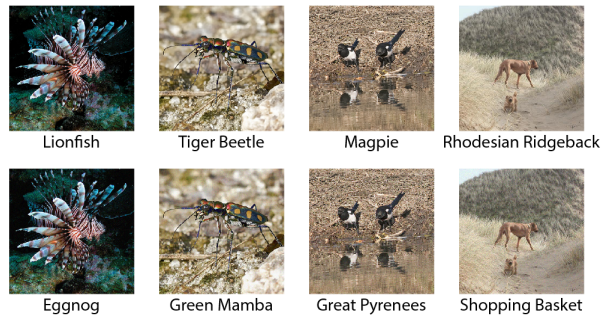 Lionfish
Tiger Beetle
Magpie
Rhodesian Ridgeback
Eggnog
Green Mamba
Great Pyrenees
Shopping Basket